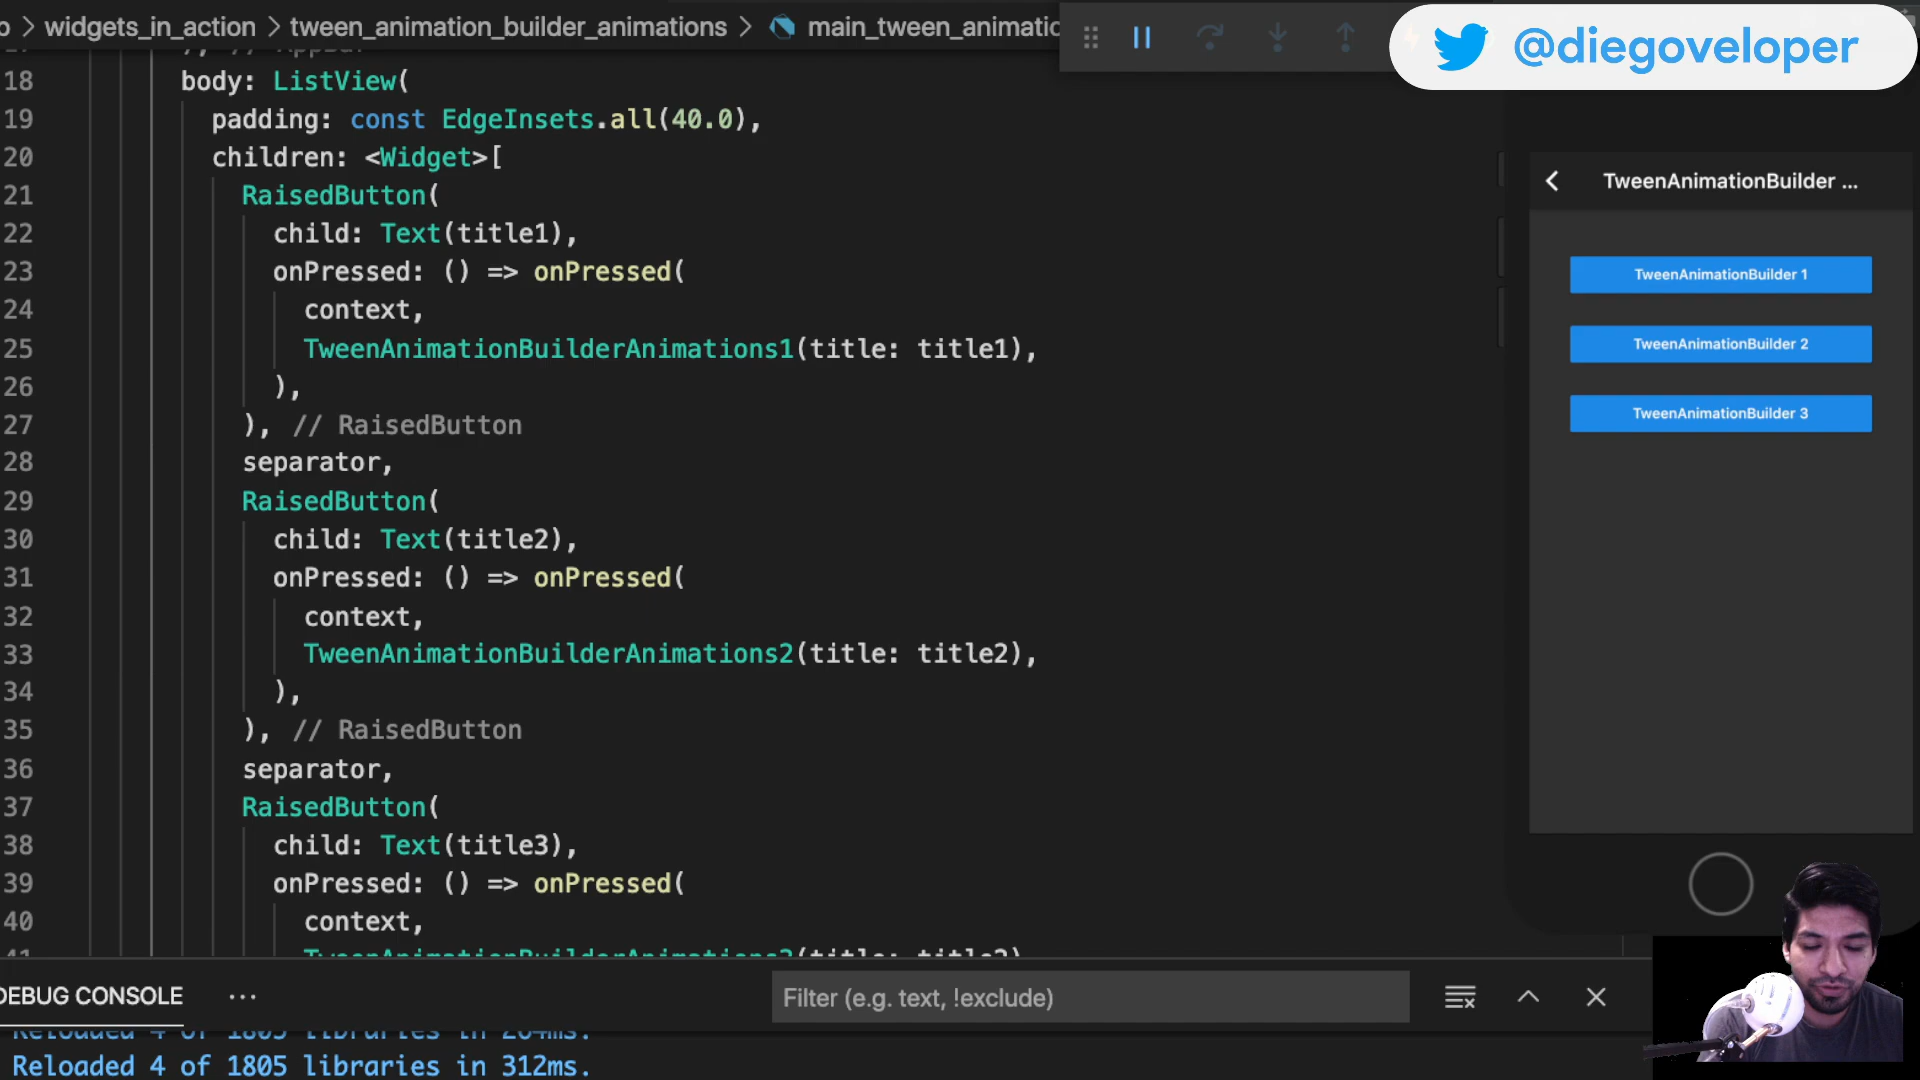 widgets_in_action > tween_animation_builder_animations > main_tween_animatio
@diegoveloper
18 body: ListView(
19 padding: const EdgeInsets.all(40.0),
20 children: <Widget>[
21 RaisedButton(
22 child: Text(title1),
23 onPressed: () => onPressed(
24 context,
25 TweenAnimationBuilderAnimations1(title: title1),
26 ),
27 ), // RaisedButton
28 separator,
29 RaisedButton(
30 child: Text(title2),
31 onPressed: () => onPressed(
32 context,
33 TweenAnimationBuilderAnimations2(title: title2),
34 ),
35 ), // RaisedButton
36 separator,
37 RaisedButton(
38 child: Text(title3),
39 onPressed: () => onPressed(
40 context,
TweenAnimationBuilder ...
TweenAnimationBuilder 1
TweenAnimationBuilder 2
TweenAnimationBuilder 3
DEBUG CONSOLE ...
Filter (e.g. text, !exclude)
Reloaded 4 of 1805 libraries in 312ms.